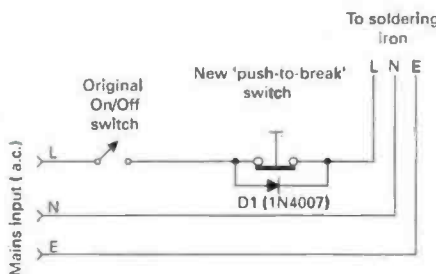 To soldering
iron
L N E
Original
On/Off
switch
New 'push-to-break'
switch
Mains input (a.c.)
L
N
E
D1 (1N4007)